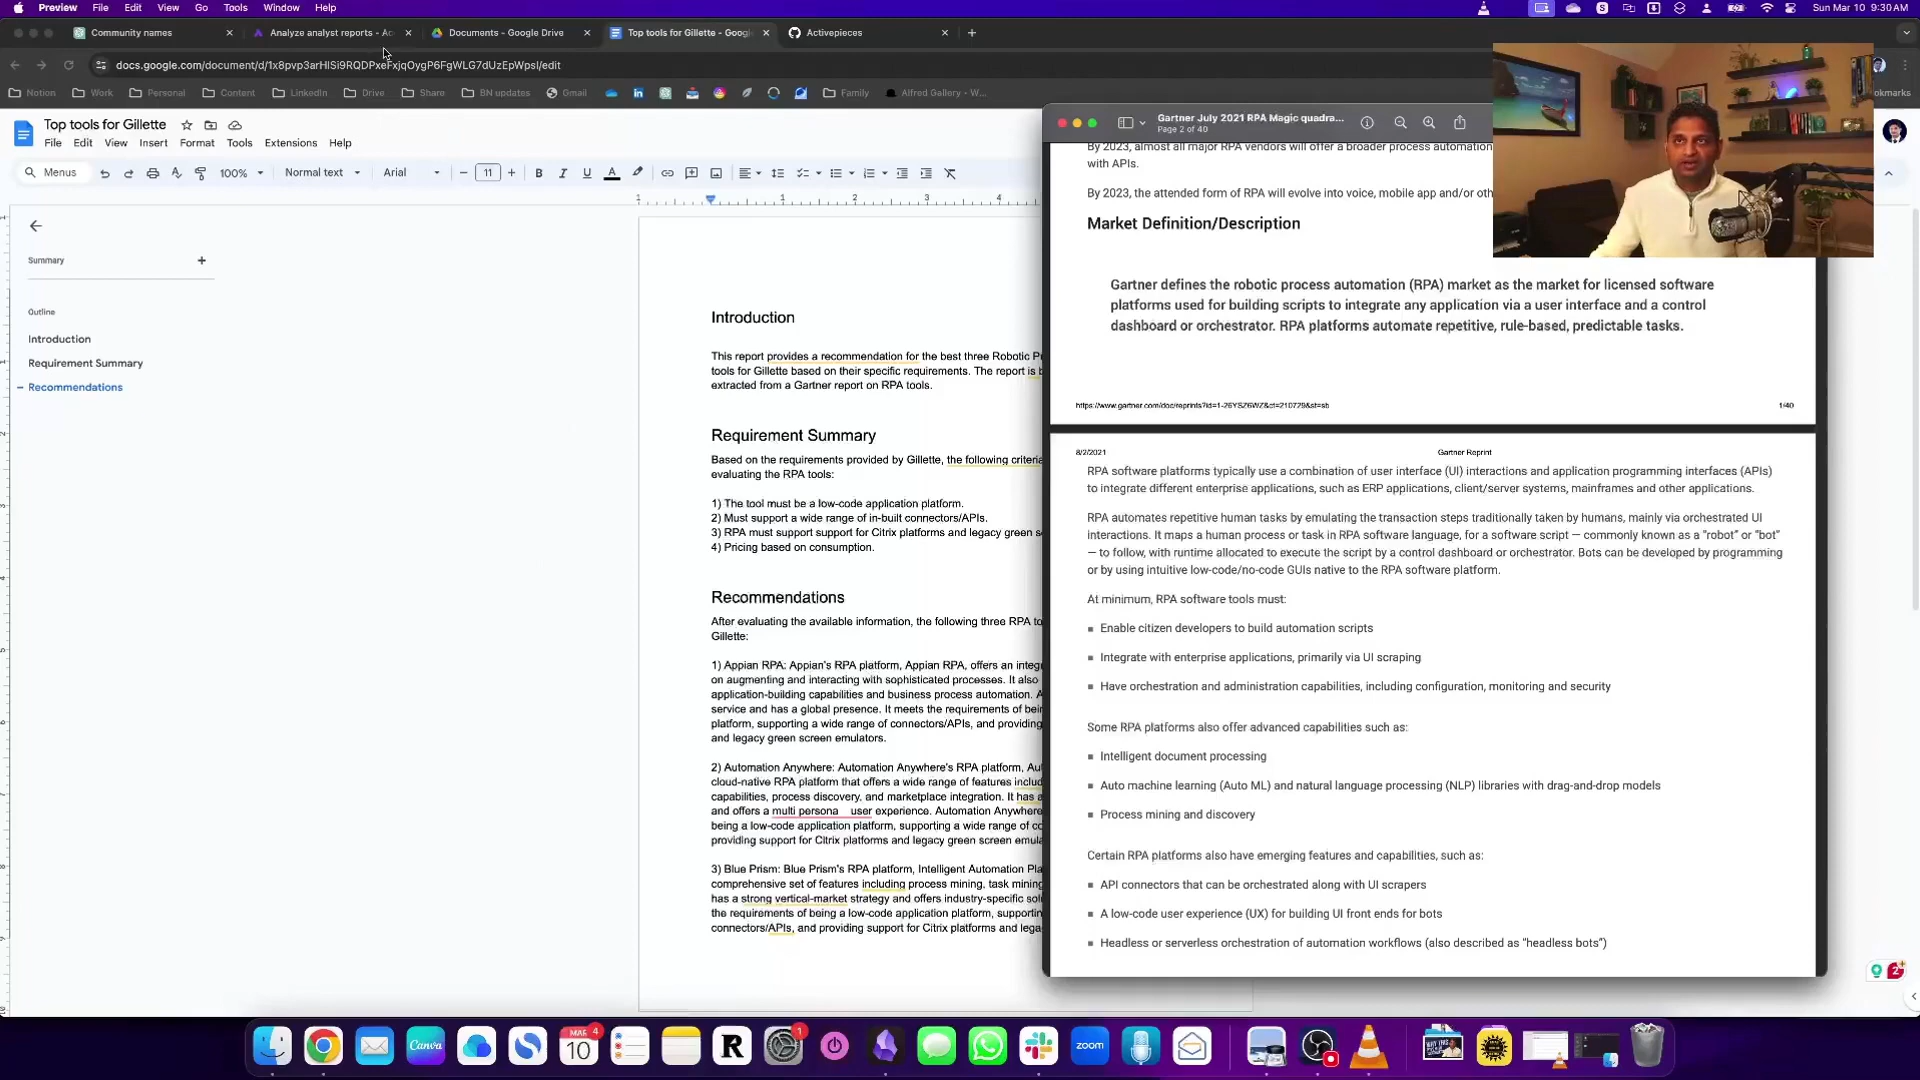 Preview File Edit View Go Tools Window Help
Sun Mar 10 9:30 AM
Community names
Analyze analyst reports - Ac
Documents - Google Drive
Top tools for Gillette - Goog
Activepieces
docs.google.com/document/d/1x8pvp3arHlSi9RQDPxeFxjqOygP6FgWLG7dUzEpWpsI/edit
Notion Work Personal Content LinkedIn Drive Share BN updates Gmail Family Alfred Gallery - W...
Top tools for Gillette
File Edit View Insert Format Tools Extensions Help
Menus 100% Normal text Arial 11
Summary
Outline
Introduction
Requirement Summary
Recommendations
Introduction
This report provides a recommendation for the best three Robotic
tools for Gillette based on their specific requirements. The report is
extracted from a Gartner report on RPA tools.
Requirement Summary
Based on the requirements provided by Gillette, the following criteri
evaluating the RPA tools:
1) The tool must be a low-code application platform.
2) Must support a wide range of in-built connectors/APIs.
3) RPA must support support for Citrix platforms and legacy green s
4) Pricing based on consumption.
Recommendations
After evaluating the available information, the following three RPA to
Gillette:
1) Appian RPA: Appian's RPA platform, Appian RPA, offers an integ
on augmenting and interacting with sophisticated processes. It also
application-building capabilities and business process automation. A
service and has a global presence. It meets the requirements of bein
platform, supporting a wide range of connectors/APIs, and providing
and legacy green screen emulators.
2) Automation Anywhere: Automation Anywhere's RPA platform, Aut
cloud-native RPA platform that offers a wide range of features includ
capabilities, process discovery, and marketplace integration. It has a
and offers a multi persona user experience. Automation Anywhere
being a low-code application platform, supporting a wide range of co
providing support for Citrix platforms and legacy green screen emula
3) Blue Prism: Blue Prism's RPA platform, Intelligent Automation Pla
comprehensive set of features including process mining, task mining
has a strong vertical-market strategy and offers industry-specific sol
the requirements of being a low-code application platform, supportin
connectors/APIs, and providing support for Citrix platforms and lega
Gartner July 2021 RPA Magic quadra...
Page 2 of 40
By 2023, almost all major RPA vendors will offer a broader process automation
with APIs.
By 2023, the attended form of RPA will evolve into voice, mobile app and/or oth
Market Definition/Description
Gartner defines the robotic process automation (RPA) market as the market for licensed software
platforms used for building scripts to integrate any application via a user interface and a control
dashboard or orchestrator. RPA platforms automate repetitive, rule-based, predictable tasks.
https://www.gartner.com/doc/reprints?id=1-26YSZ6WZ&ct=210729&st=sb 1/40
8/2/2021 Gartner Reprint
RPA software platforms typically use a combination of user interface (UI) interactions and application programming interfaces (APIs)
to integrate different enterprise applications, such as ERP applications, client/server systems, mainframes and other applications.
RPA automates repetitive human tasks by emulating the transaction steps traditionally taken by humans, mainly via orchestrated UI
interactions. It maps a human process or task in RPA software language, for a software script — commonly known as a "robot" or "bot"
— to follow, with runtime allocated to execute the script by a control dashboard or orchestrator. Bots can be developed by programming
or by using intuitive low-code/no-code GUIs native to the RPA software platform.
At minimum, RPA software tools must:
Enable citizen developers to build automation scripts
Integrate with enterprise applications, primarily via UI scraping
Have orchestration and administration capabilities, including configuration, monitoring and security
Some RPA platforms also offer advanced capabilities such as:
Intelligent document processing
Auto machine learning (Auto ML) and natural language processing (NLP) libraries with drag-and-drop models
Process mining and discovery
Certain RPA platforms also have emerging features and capabilities, such as:
API connectors that can be orchestrated along with UI scrapers
A low-code user experience (UX) for building UI front ends for bots
Headless or serverless orchestration of automation workflows (also described as "headless bots")
Canva
MAR
10
zoom